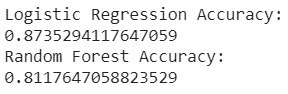 Logistic Regression Accuracy:
0.8735294117647059
Random Forest Accuracy:
0.8117647058823529